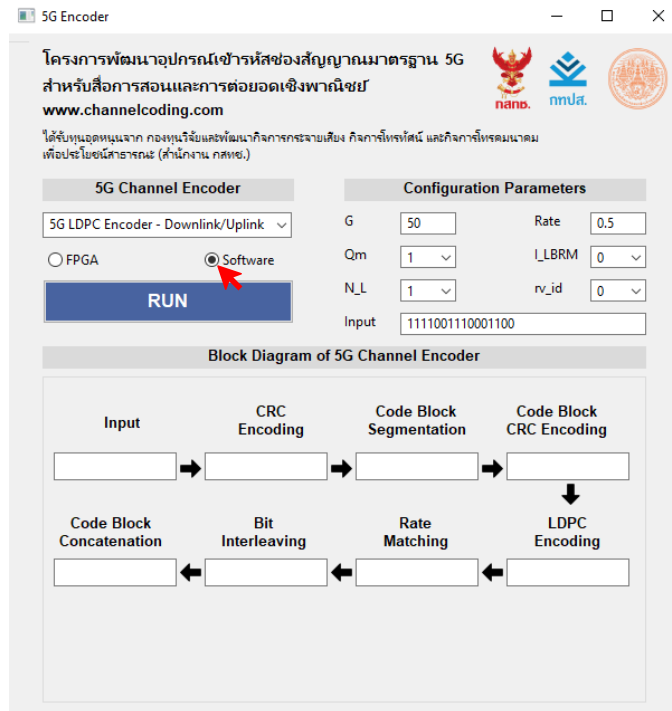 5G Encoder
โครงการพัฒนาอุปกรณ์เข้ารหัสช่องสัญญาณมาตรฐาน 5G
สำหรับสื่อการสอนและการต่อยอดเชิงพาณิชย์
www.channelcoding.com
กสทช.
กทปส.
ได้รับทุนอุดหนุนจาก กองทุนวิจัยและพัฒนากิจการกระจายเสียง กิจการโทรทัศน์ และกิจการโทรคมนาคม
เพื่อประโยชน์สาธารณะ (สำนักงาน กสทช.)
5G Channel Encoder
5G LDPC Encoder - Downlink/Uplink
FPGA
Software
RUN
Configuration Parameters
G 50 Rate 0.5
Qm 1 I_LBRM 0
N_L 1 rv_id 0
Input 1111001110001100
Block Diagram of 5G Channel Encoder
Input
CRC
Encoding
Code Block
Segmentation
Code Block
CRC Encoding
Code Block
Concatenation
Bit
Interleaving
Rate
Matching
LDPC
Encoding